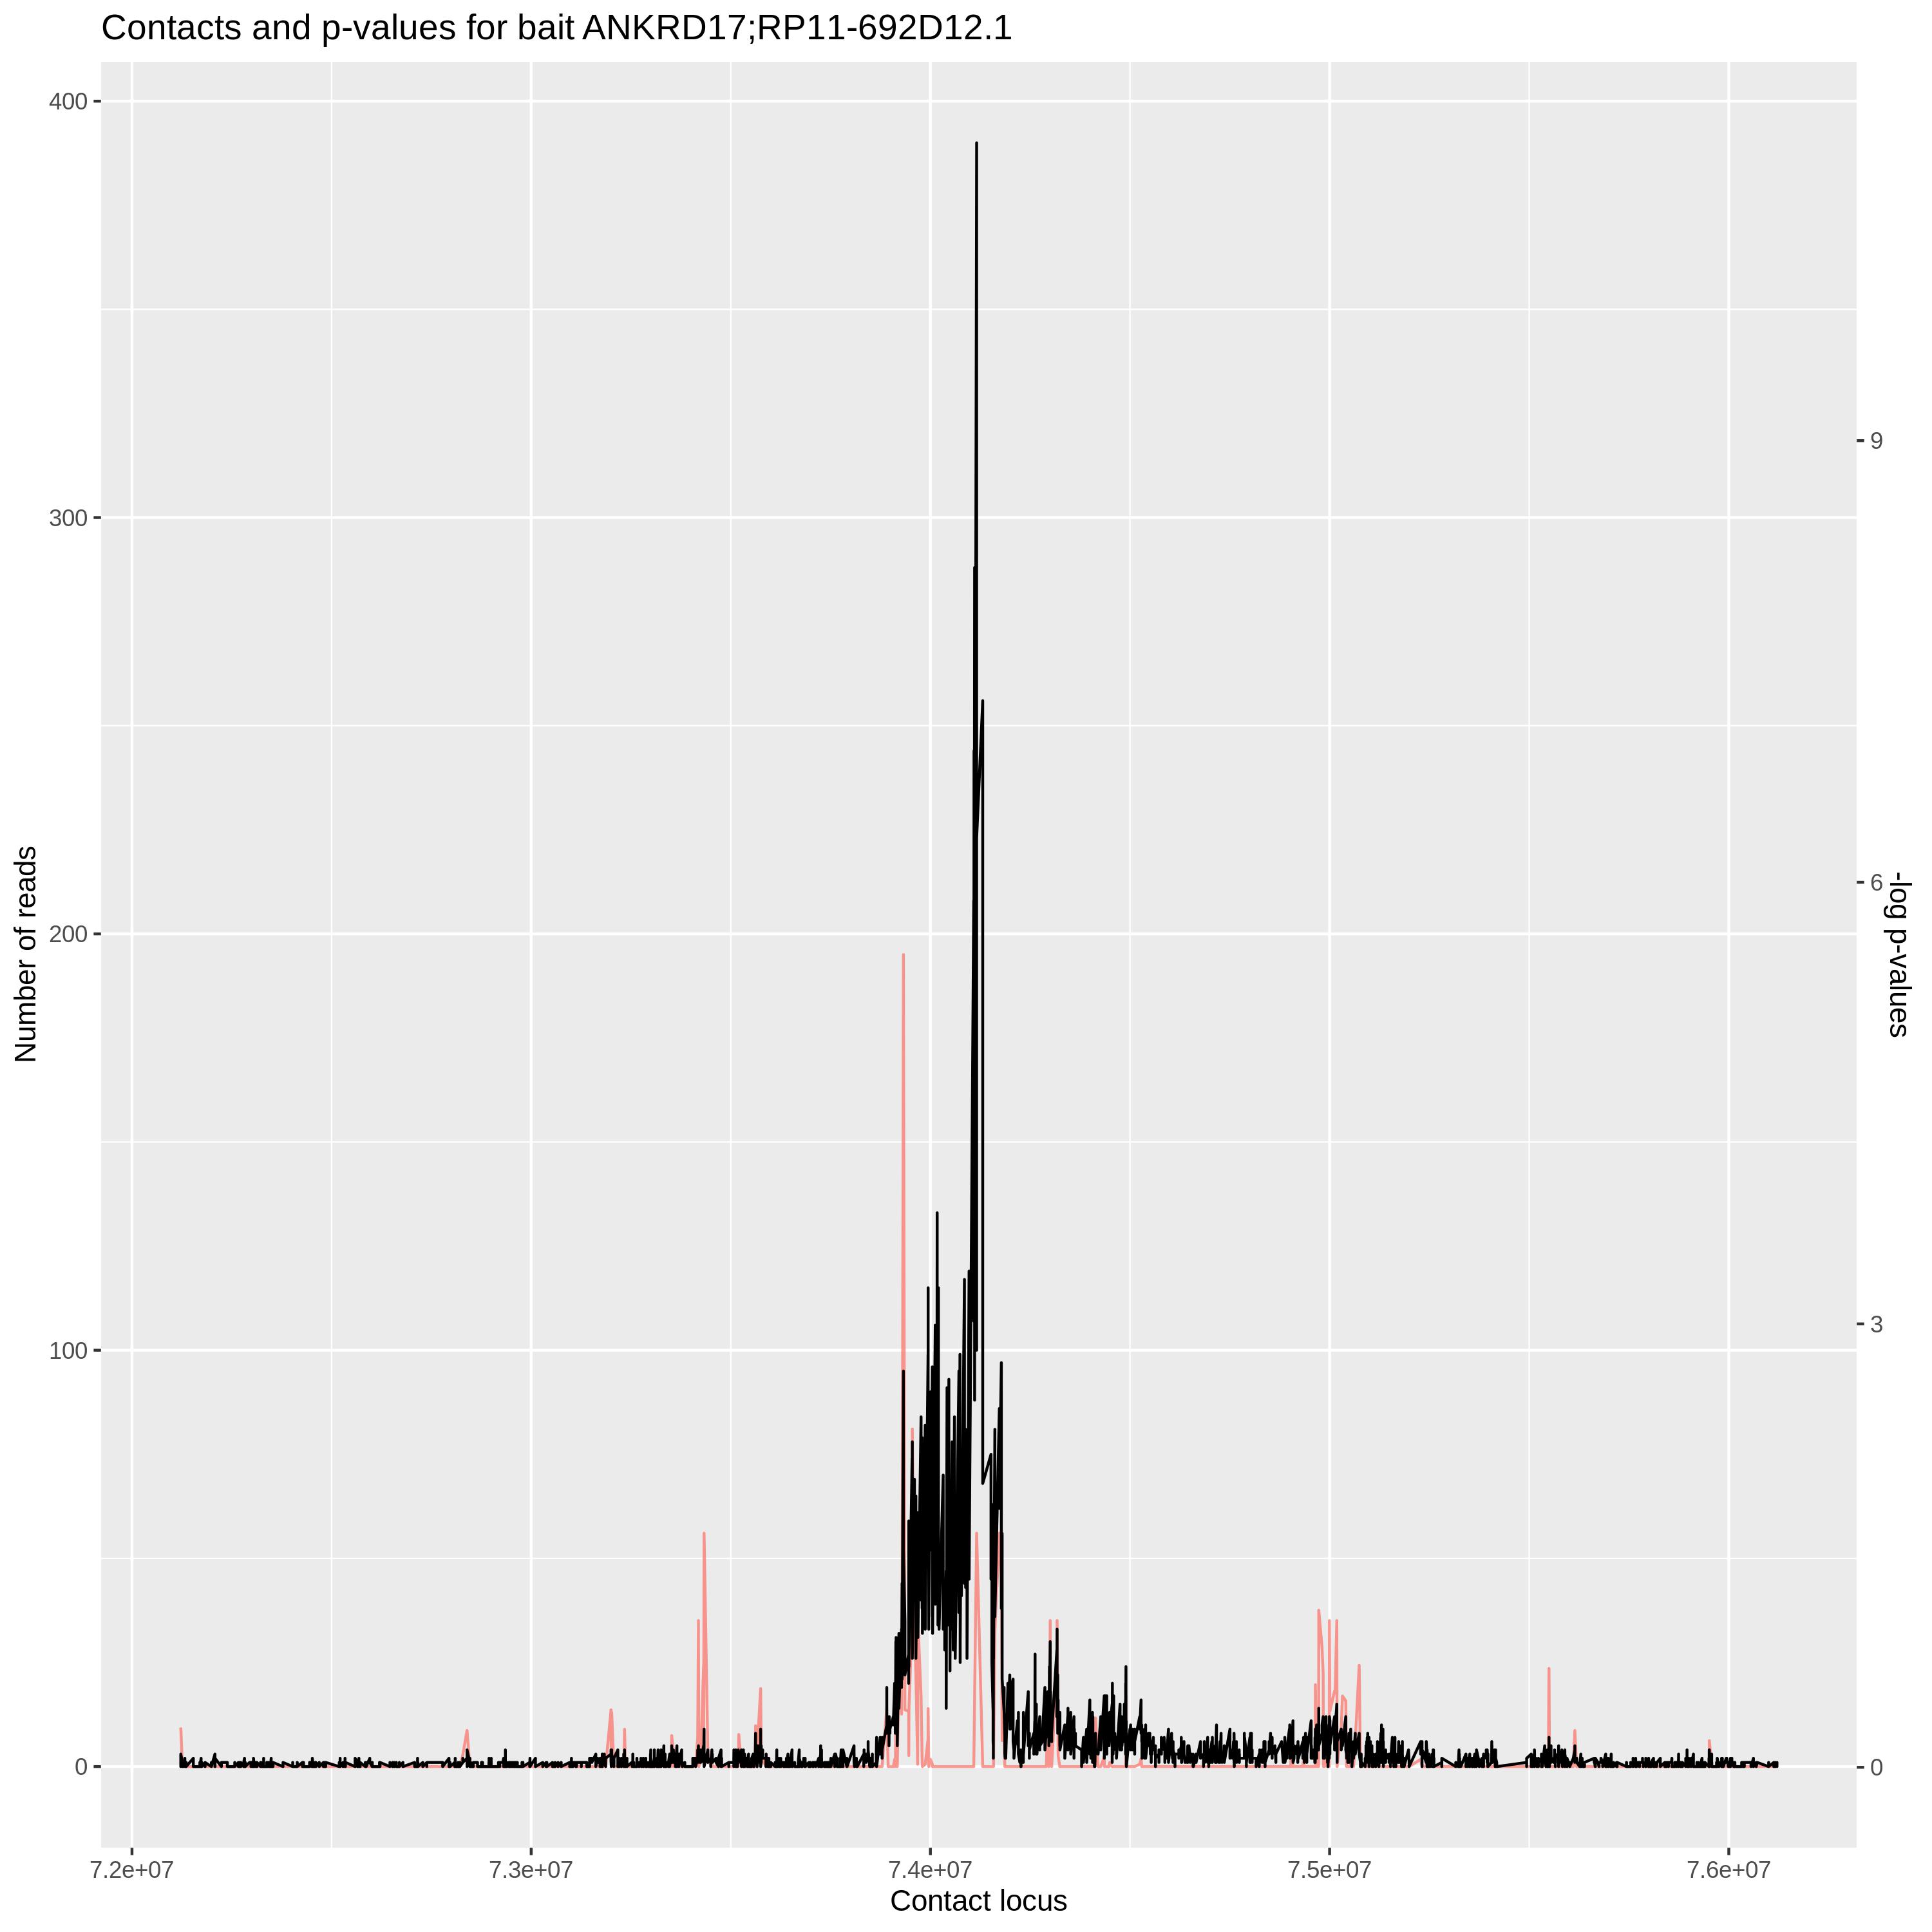 Contacts and p-values for bait ANKRD17;RP11-692D12.1
400
300
200
100
0
Number of reads
9
6
3
0
-log p-values
7.2e+07 7.3e+07 7.4e+07 7.5e+07 7.6e+07
Contact locus